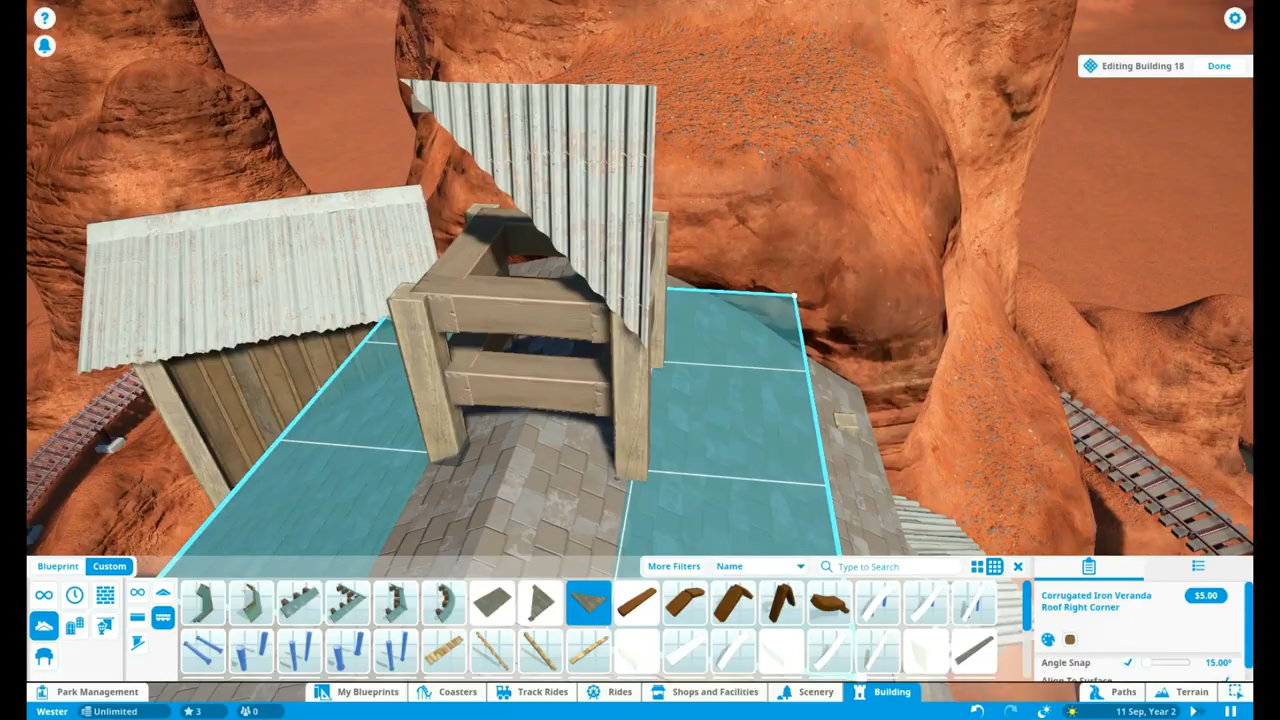 ?
Editing Building 18 Done
Blueprint Custom
More Filters Name Type to Search
Corrugated Iron Veranda
Roof Right Corner
$5.00
Angle Snap 15.00°
Park Management My Blueprints Coasters Track Rides Rides Shops and Facilities Scenery Building Paths Terrain
Wester Unlimited 3 0 11 Sep, Year 2